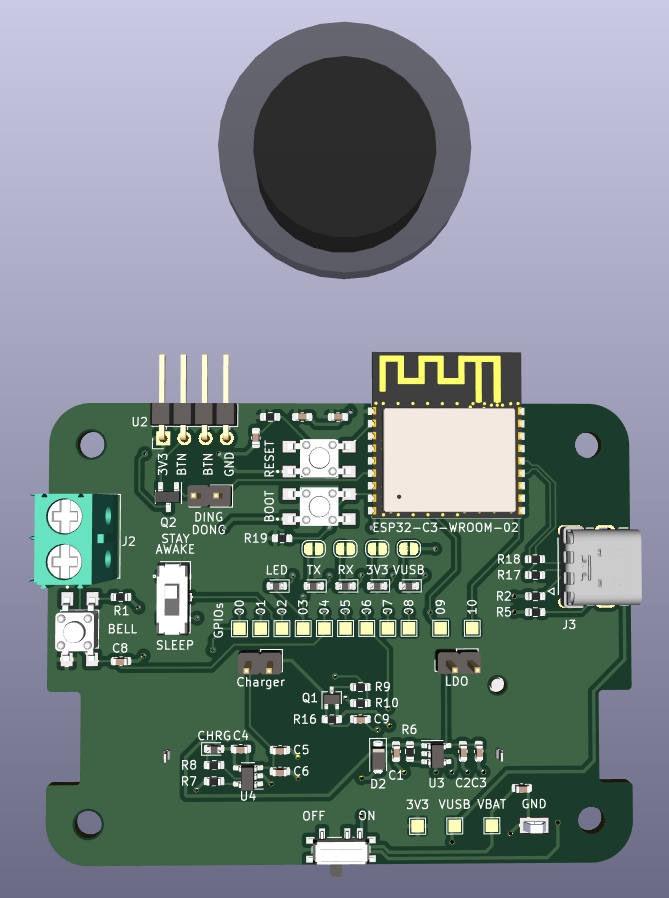 U2
3V3
BTN
BTN
GND
RESET
BOOT
ESP32-C3-WROOM-02
Q2
DING
DONG
R19
J2
STAY
AWAKE
SLEEP
R1
BELL
C8
LED
TX
RX
3V3
VUSB
GPIOs
00
01
02
03
04
05
06
07
08
09
10
R18
R17
R2
R5
J3
Charger
LDO
Q1
R9
R10
R16
C9
CHRG
C4
C5
C6
R8
R7
U4
R6
D2
C1
U3
C2
C3
OFF
ON
3V3
VUSB
VBAT
GND